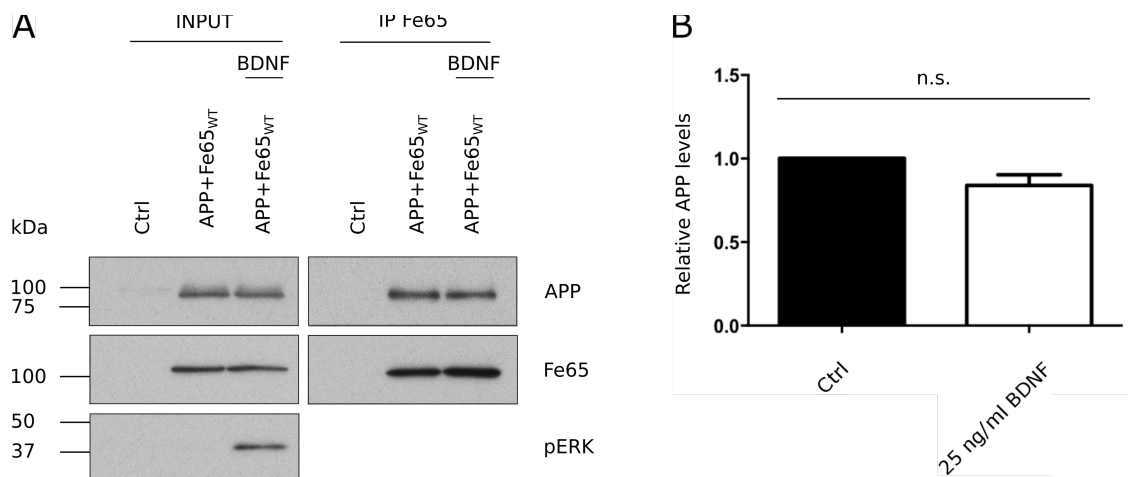 A
INPUT
IP Fe65
BDNF
BDNF
Ctrl
APP+Fe65WT
APP+Fe65WT
Ctrl
APP+Fe65WT
APP+Fe65WT
kDa
100
75
APP
100
Fe65
50
37
pERK
B
Relative APP levels
1.5
1.0
0.5
0.0
n.s.
Ctrl
25 ng/ml BDNF